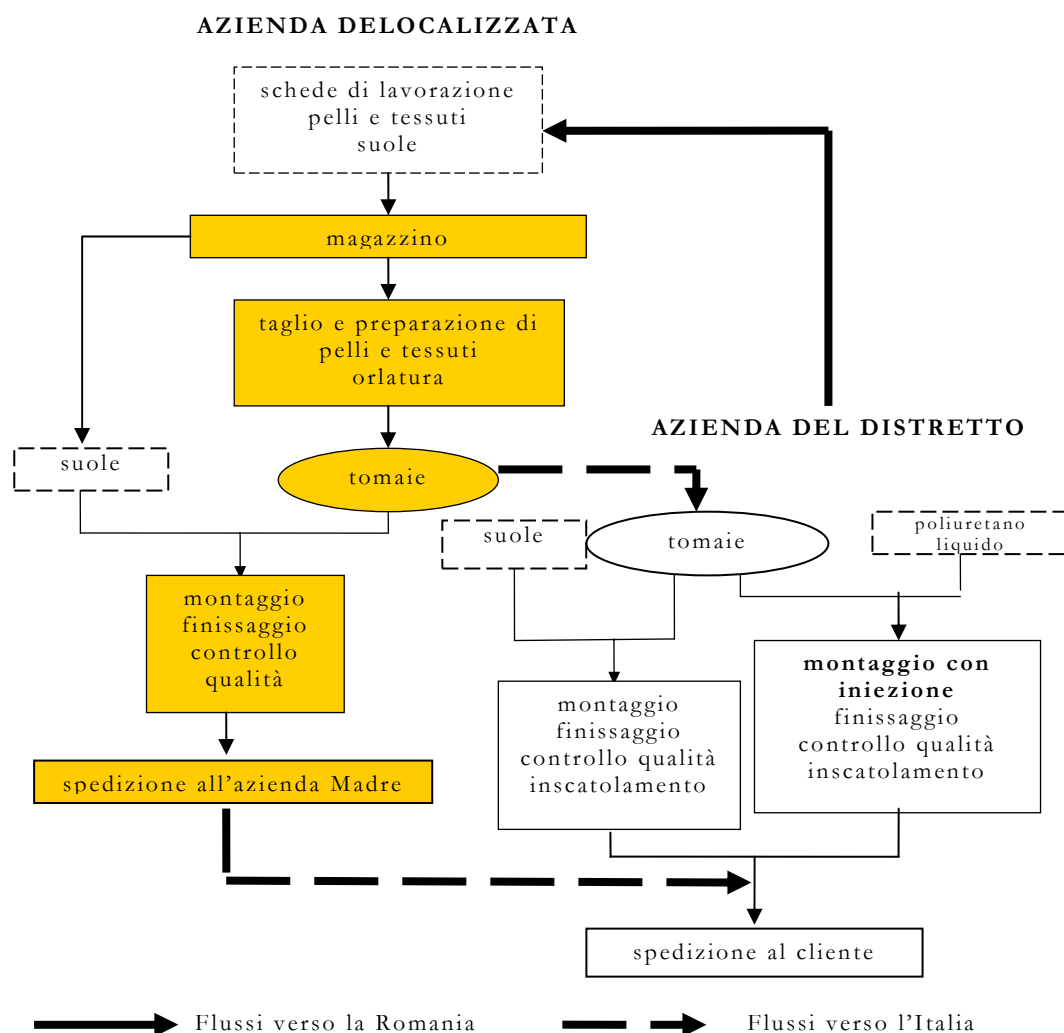 AZIENDA DELOCALIZZATA
schede di lavorazione
pelli e tessuti
suole
magazzino
taglio e preparazione di
pelli e tessuti
orlatura
AZIENDA DEL DISTRETTO
suole
tomaie
suole
tomaie
poliuretano
liquido
montaggio
finissaggio
controllo
qualità
montaggio con
iniezione
finissaggio
controllo qualità
inscatolamento
montaggio
finissaggio
controllo qualità
inscatolamento
spedizione all'azienda Madre
spedizione al cliente
Flussi verso la Romania
Flussi verso l'Italia